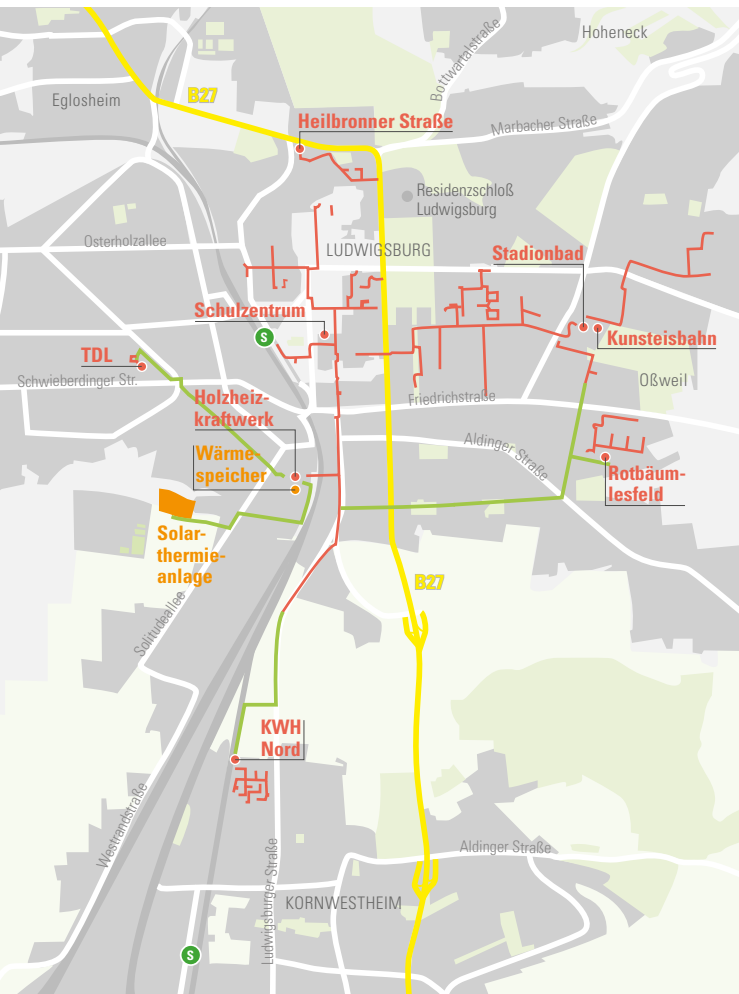 Hoheneck
Bottwartalstraße
Eglosheim
B27
Heilbronner Straße
Marbacher Straße
Residenzschloß
Ludwigsburg
Osterholzallee
LUDWIGSBURG
Stadionbad
Schulzentrum
S
Kunsteisbahn
TDL
Schwieberdinger Str.
Oßweil
Holzheiz-
kraftwerk
Friedrichstraße
Aldinger Straße
Wärme-
speicher
Rotbäum-
lesfeld
Solar-
thermie-
anlage
B27
Solitudeallee
KWH
Nord
Westrandstraße
Ludwigsburger Straße
Aldinger Straße
KORNWESTHEIM
S